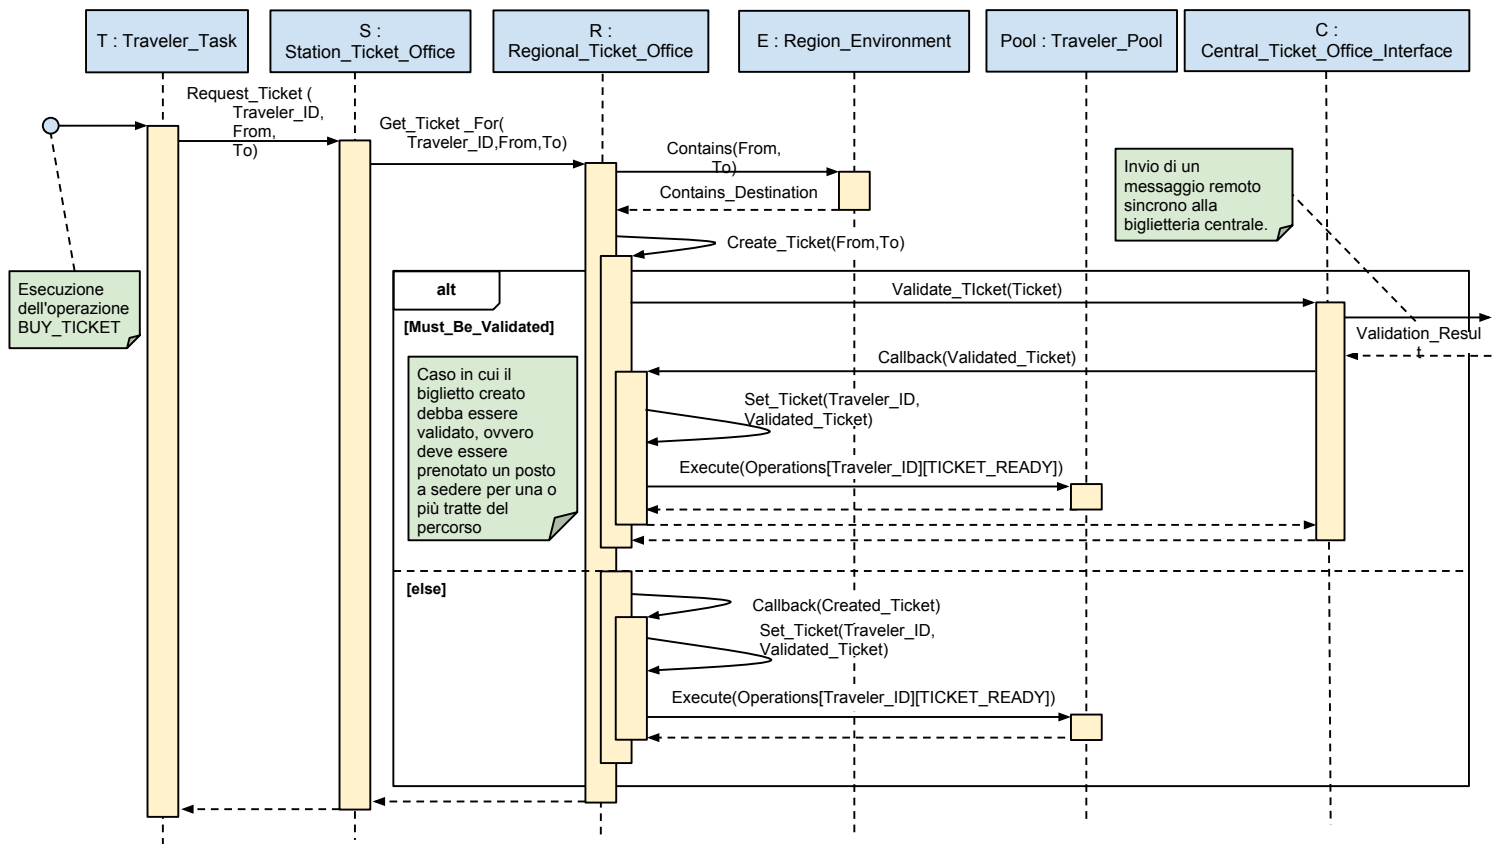 T : Traveler_Task
S :
Station_Ticket_Office
R :
Regional_Ticket_Office
E : Region_Environment
Pool : Traveler_Pool
C :
Central_Ticket_Office_Interface
Request_Ticket (
Traveler_ID,
From,
To)
Get_Ticket _For(
Traveler_ID,From,To)
Contains(From,
To)
Contains_Destination
Create_Ticket(From,To)
Invio di un
messaggio remoto
sincrono alla
biglietteria centrale.
Esecuzione
dell'operazione
BUY_TICKET
alt
[Must_Be_Validated]
Validate_TIcket(Ticket)
Validation_Resul
t
Callback(Validated_Ticket)
Caso in cui il
biglietto creato
debba essere
validato, ovvero
deve essere
prenotato un posto
a sedere per una o
più tratte del
percorso
Set_Ticket(Traveler_ID,
Validated_Ticket)
Execute(Operations[Traveler_ID][TICKET_READY])
[else]
Callback(Created_Ticket)
Set_Ticket(Traveler_ID,
Validated_Ticket)
Execute(Operations[Traveler_ID][TICKET_READY])